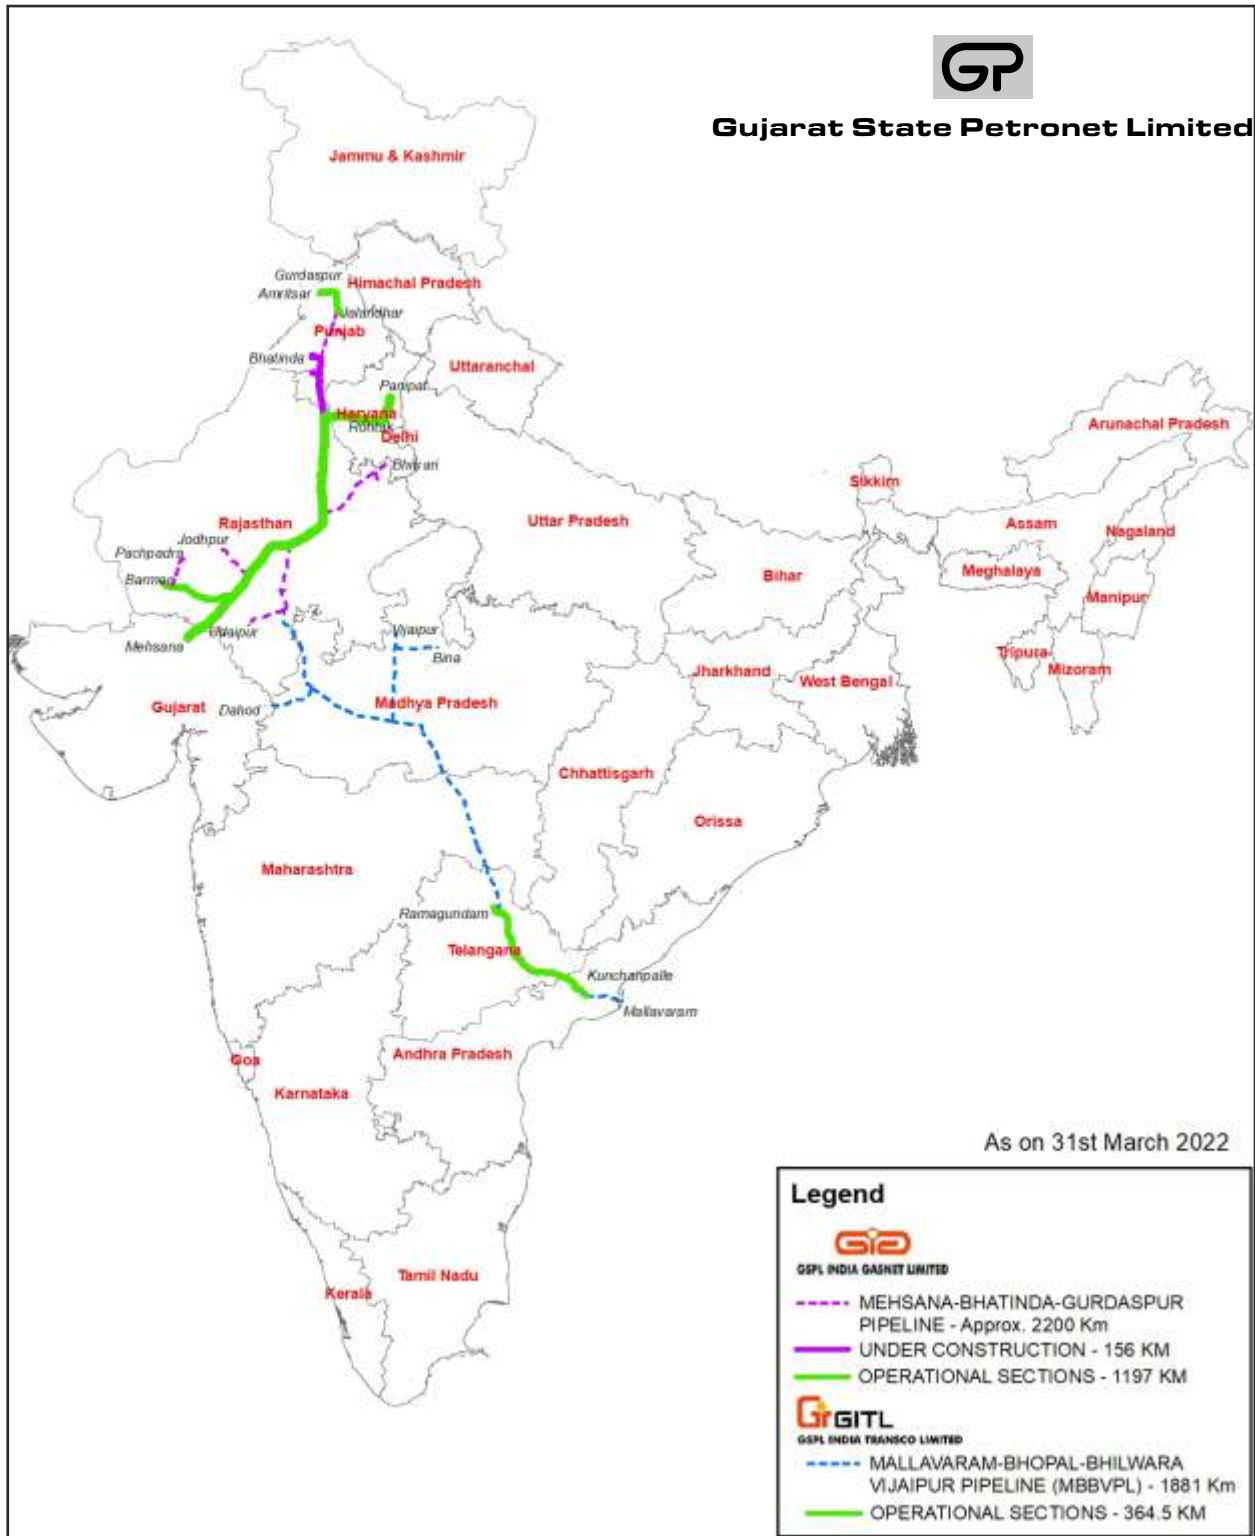 GP
Gujarat State Petronet Limited
Jammu & Kashmir
Gurdaspur
Himachal Pradesh
Amritsar
Jalandhar
Punjab
Bhatinda
Uttaranchal
Panipat
Haryana
Rohtak
Delhi
Arunachal Pradesh
Bhiwari
Sikkim
Rajasthan
Uttar Pradesh
Assam
Nagaland
Jodhpur
Pachpadra
Barmer
Bihar
Meghalaya
Manipur
Udaipur
Vijaipur
Mehsana
Bina
Tripura
Jharkhand
Mizoram
West Bengal
Gujarat
Dahod
Madhya Pradesh
Chhattisgarh
Orissa
Maharashtra
Ramagundam
Telangana
Kunchanpalle
Mallavaram
Goa
Andhra Pradesh
Karnataka
Tamil Nadu
Kerala
As on 31st March 2022
Legend
GIG
GSPL INDIA GASNET LIMITED
MEHSANA-BHATINDA-GURDASPUR
PIPELINE - Approx. 2200 Km
UNDER CONSTRUCTION - 156 KM
OPERATIONAL SECTIONS - 1197 KM
GITL
GSPL INDIA TRANSCO LIMITED
MALLAVARAM-BHOPAL-BHILWARA
VIJAIPUR PIPELINE (MBBVPL) - 1881 Km
OPERATIONAL SECTIONS - 364.5 KM